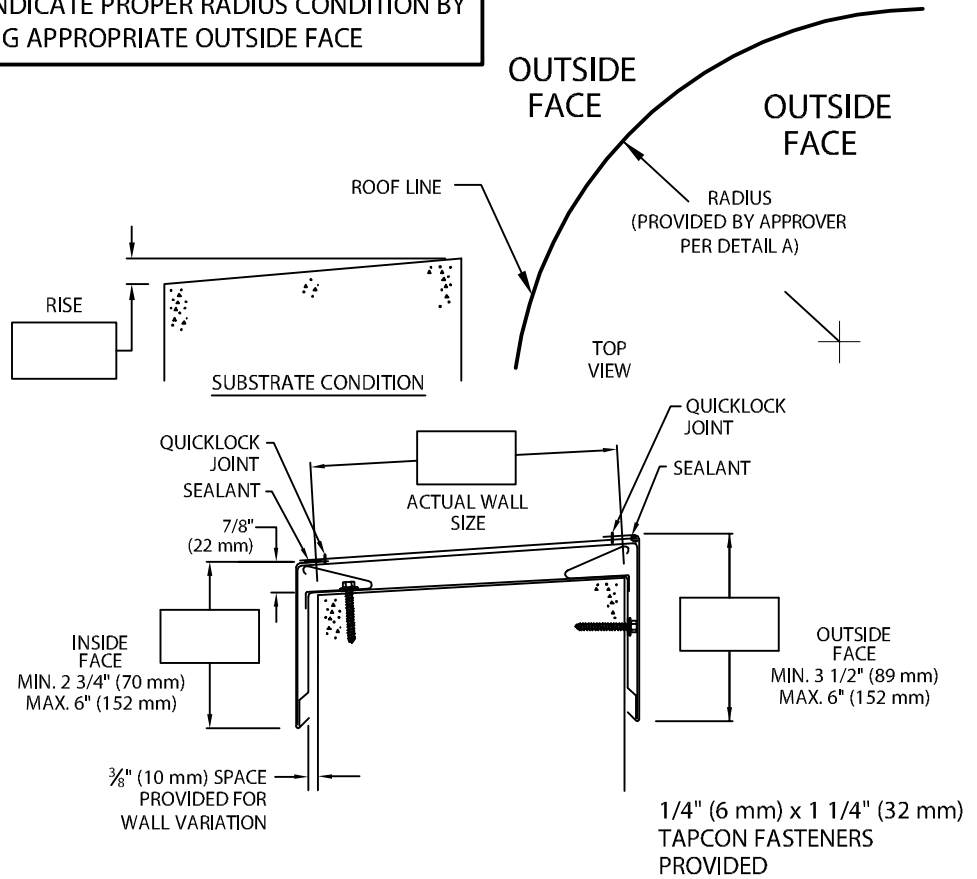 NDICATE PROPER RADIUS CONDITION BY
G APPROPRIATE OUTSIDE FACE
OUTSIDE
FACE
OUTSIDE
FACE
ROOF LINE
RADIUS
(PROVIDED BY APPROVER
PER DETAIL A)
RISE
TOP
VIEW
SUBSTRATE CONDITION
QUICKLOCK
JOINT
SEALANT
ACTUAL WALL
SIZE
QUICKLOCK
JOINT
SEALANT
7/8"
(22 mm)
INSIDE
FACE
MIN. 2 3/4" (70 mm)
MAX. 6" (152 mm)
OUTSIDE
FACE
MIN. 3 1/2" (89 mm)
MAX. 6" (152 mm)
⅜" (10 mm) SPACE
PROVIDED FOR
WALL VARIATION
1/4" (6 mm) x 1 1/4" (32 mm)
TAPCON FASTENERS
PROVIDED